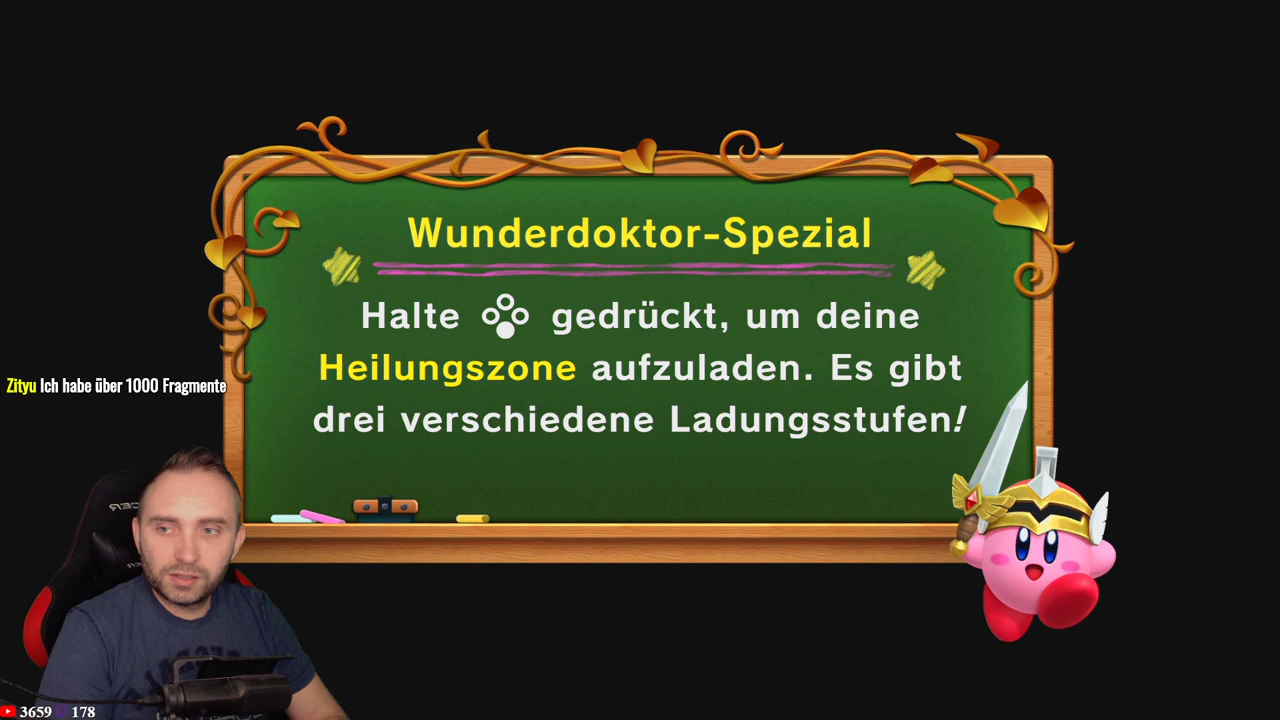 Wunderdoktor-Spezial
Halte gedrückt, um deine
Heilungszone aufzuladen. Es gibt
drei verschiedene Ladungsstufen!
Zityu Ich habe über 1000 Fragmente
3659 178